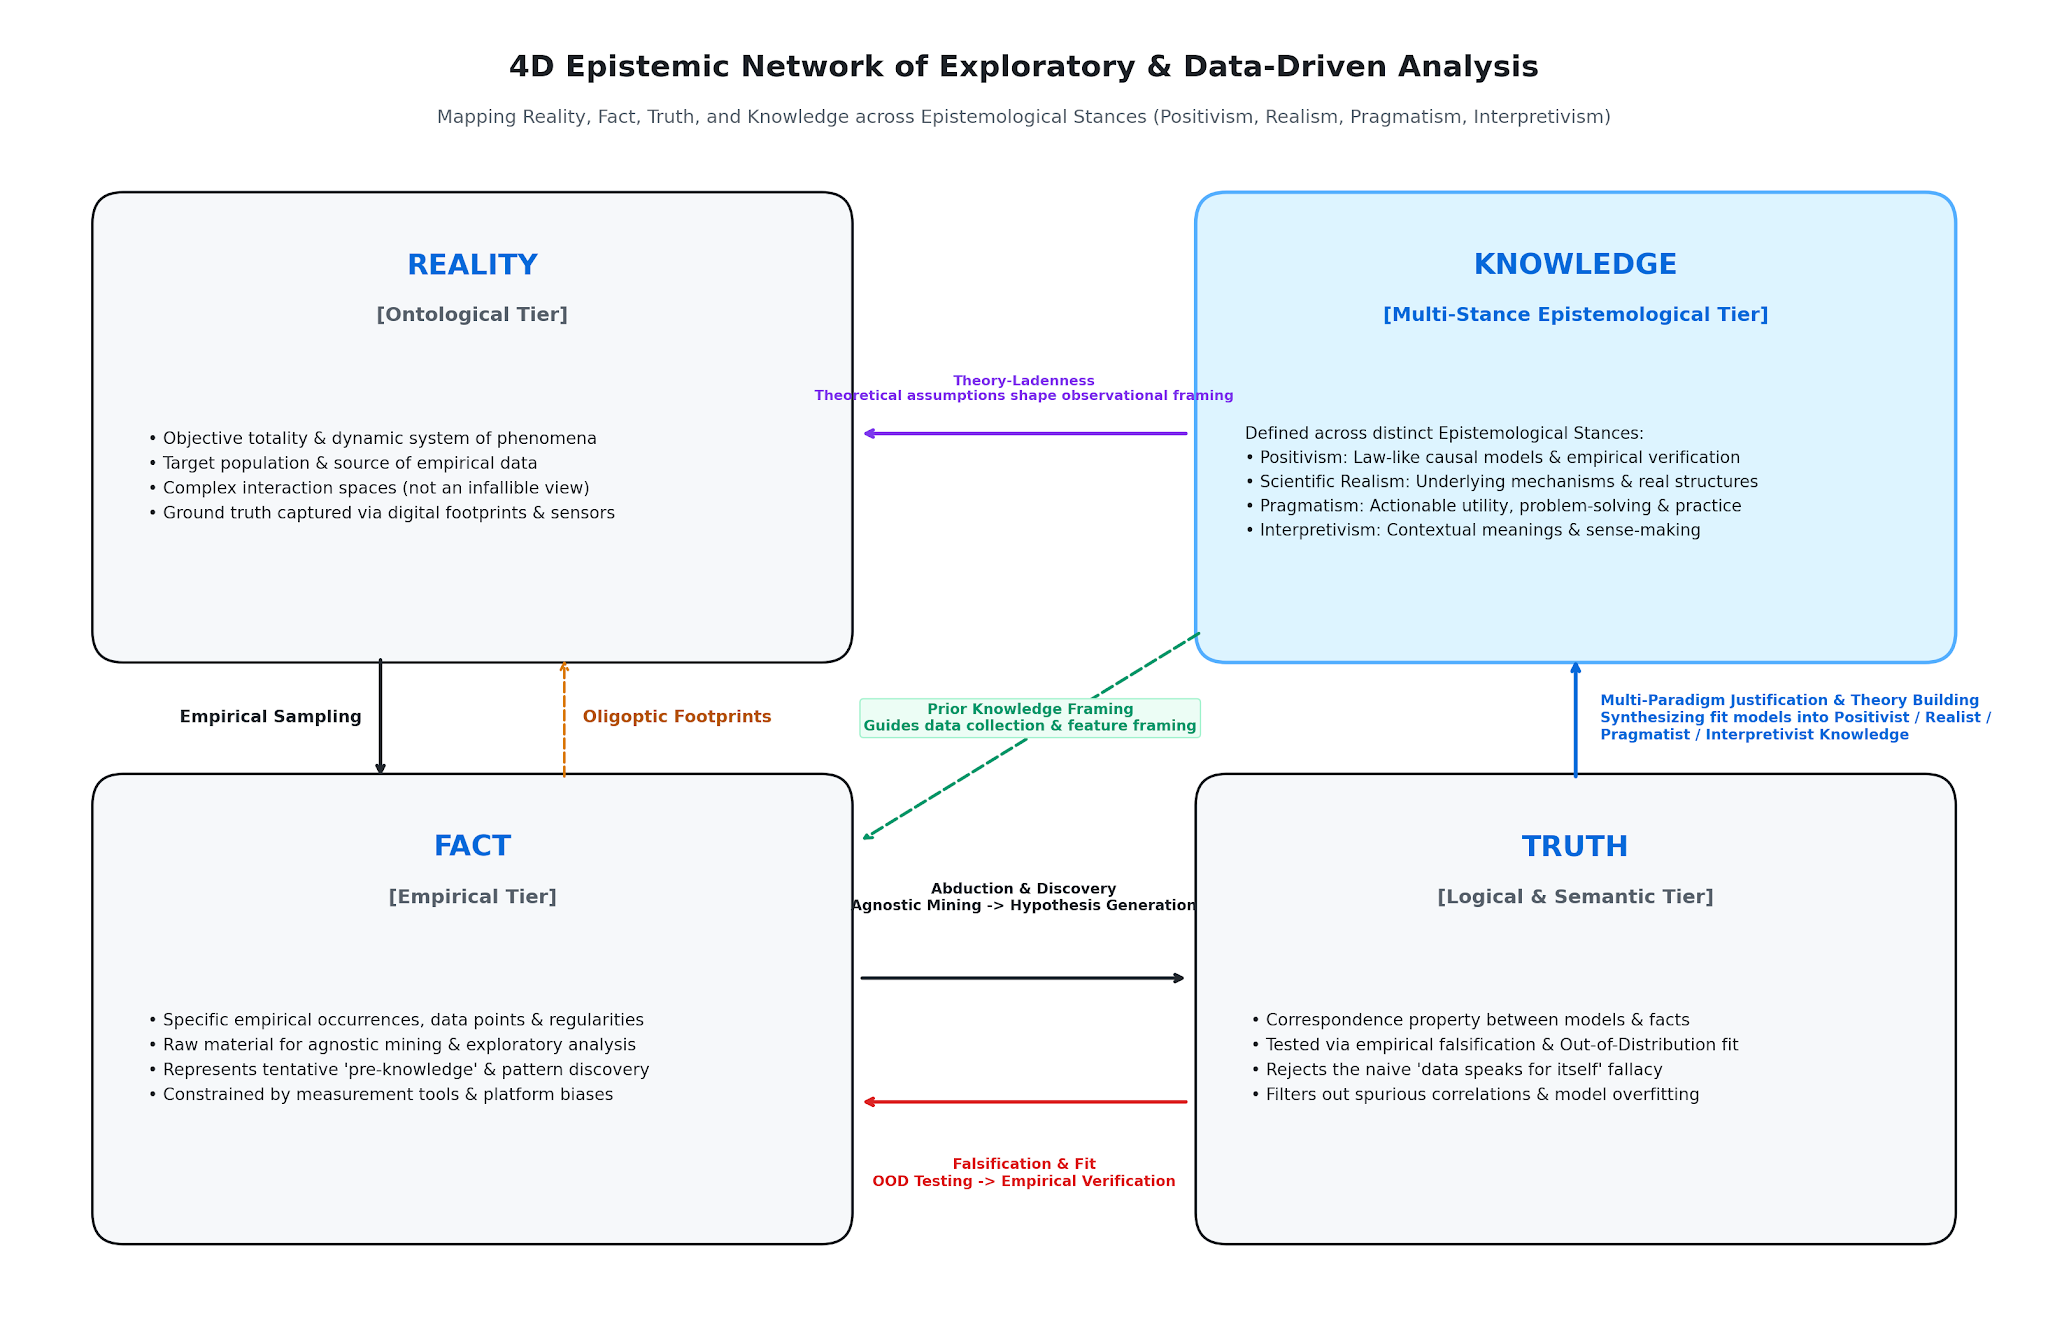 4D Epistemic Network of Exploratory & Data-Driven Analysis
Mapping Reality, Fact, Truth, and Knowledge across Epistemological Stances (Positivism, Realism, Pragmatism, Interpretivism)
REALITY
[Ontological Tier]
• Objective totality & dynamic system of phenomena
• Target population & source of empirical data
• Complex interaction spaces (not an infallible view)
• Ground truth captured via digital footprints & sensors
Theory-Ladenness
Theoretical assumptions shape observational framing
KNOWLEDGE
[Multi-Stance Epistemological Tier]
Defined across distinct Epistemological Stances:
• Positivism: Law-like causal models & empirical verification
• Scientific Realism: Underlying mechanisms & real structures
• Pragmatism: Actionable utility, problem-solving & practice
• Interpretivism: Contextual meanings & sense-making
Empirical Sampling
Oligoptic Footprints
Prior Knowledge Framing
Guides data collection & feature framing
Multi-Paradigm Justification & Theory Building
Synthesizing fit models into Positivist / Realist /
Pragmatist / Interpretivist Knowledge
FACT
[Empirical Tier]
• Specific empirical occurrences, data points & regularities
• Raw material for agnostic mining & exploratory analysis
• Represents tentative 'pre-knowledge' & pattern discovery
• Constrained by measurement tools & platform biases
Abduction & Discovery
Agnostic Mining -> Hypothesis Generation
Falsification & Fit
OOD Testing -> Empirical Verification
TRUTH
[Logical & Semantic Tier]
• Correspondence property between models & facts
• Tested via empirical falsification & Out-of-Distribution fit
• Rejects the naive 'data speaks for itself' fallacy
• Filters out spurious correlations & model overfitting